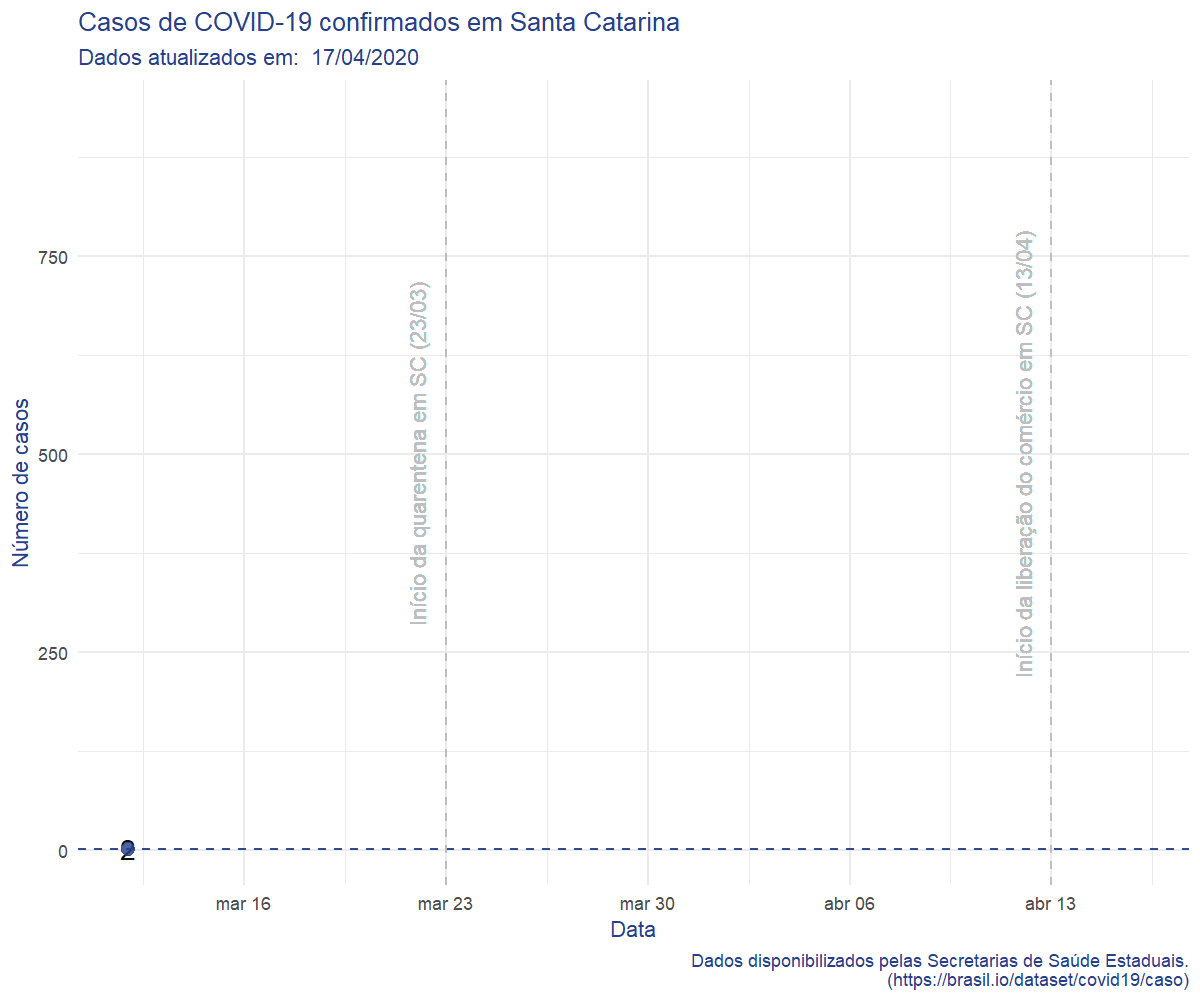 Casos de COVID-19 confirmados em Santa Catarina
Dados atualizados em:  17/04/2020
Número de casos
750
500
250
0
Início da quarentena em SC (23/03)
Início da liberação do comércio em SC (13/04)
2
mar 16
mar 23
mar 30
abr 06
abr 13
Data
Dados disponibilizados pelas Secretarias de Saúde Estaduais.
(https://brasil.io/dataset/covid19/caso)